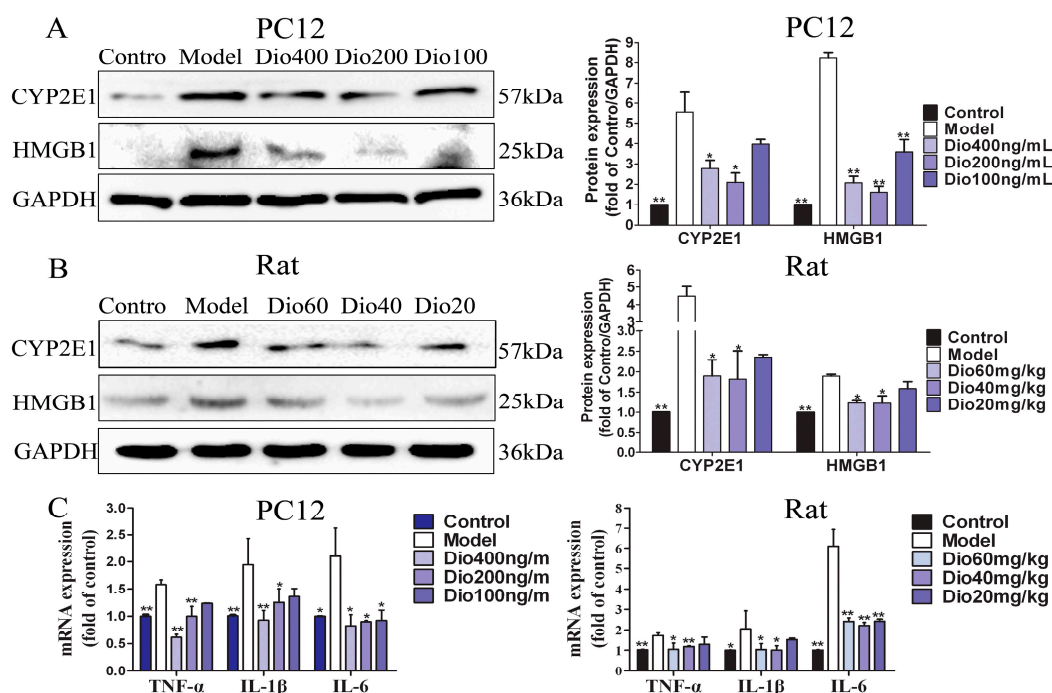 A
PC12
Contro Model Dio400 Dio200 Dio100
CYP2E1
57kDa
HMGB1
25kDa
GAPDH
36kDa
PC12
Protein expression
(fold of Control/GAPDH)
9
8
7
6
5
4
3
2
1
0
**
*
*
**
**
**
**
CYP2E1
HMGB1
Control
Model
Dio400ng/mL
Dio200ng/mL
Dio100ng/mL
B
Rat
Contro Model Dio60 Dio40 Dio20
CYP2E1
57kDa
HMGB1
25kDa
GAPDH
36kDa
Rat
Protein expression
(fold of Control/GAPDH)
6
5
4
3
3.0
2.5
2.0
1.5
1.0
0.5
0.0
**
*
*
**
*
*
CYP2E1
HMGB1
Control
Model
Dio60mg/kg
Dio40mg/kg
Dio20mg/kg
C
PC12
mRNA expression
(fold of control)
3.0
2.5
2.0
1.5
1.0
0.5
0.0
**
**
**
**
**
*
*
*
*
*
TNF-α
IL-1β
IL-6
Control
Model
Dio400ng/m
Dio200ng/m
Dio100ng/m
Rat
mRNA expression
(fold of control)
8
7
6
5
4
2
1
0
**
*
**
*
*
*
**
**
**
**
TNF-α
IL-1β
IL-6
Control
Model
Dio60mg/kg
Dio40mg/kg
Dio20mg/kg